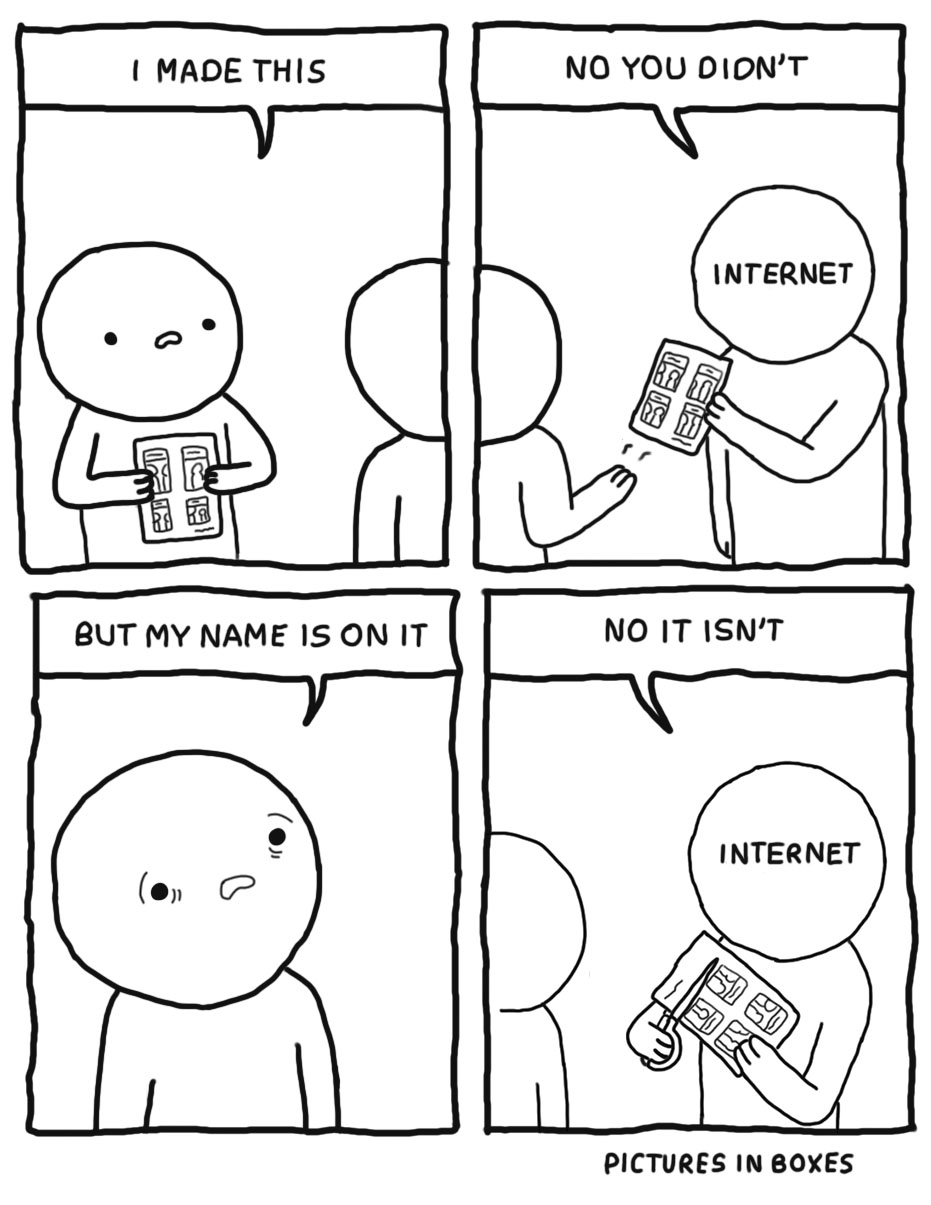 I MADE THIS
NO YOU DIDN'T
INTERNET
BUT MY NAME IS ON IT
NO IT ISN'T
INTERNET
PICTURES IN BOXES